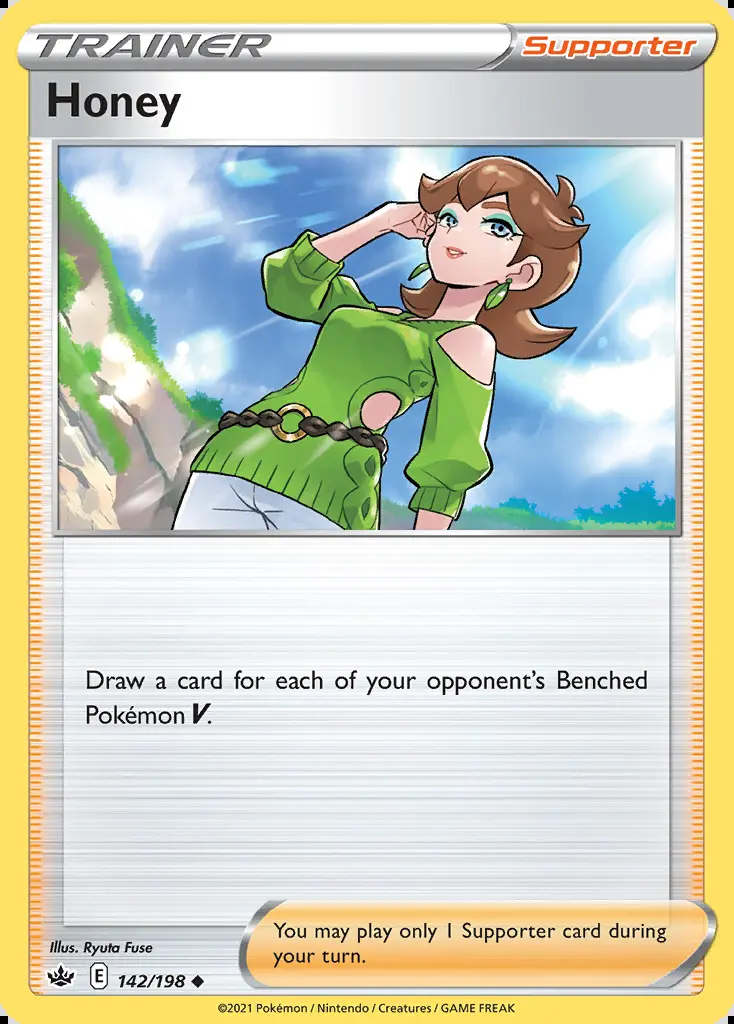 TRAINER
Supporter
Honey
Draw a card for each of your opponent's Benched
Pokémon V.
You may play only 1 Supporter card during
your turn.
Illus. Ryuta Fuse
E 142/198
©2021 Pokémon / Nintendo / Creatures / GAME FREAK